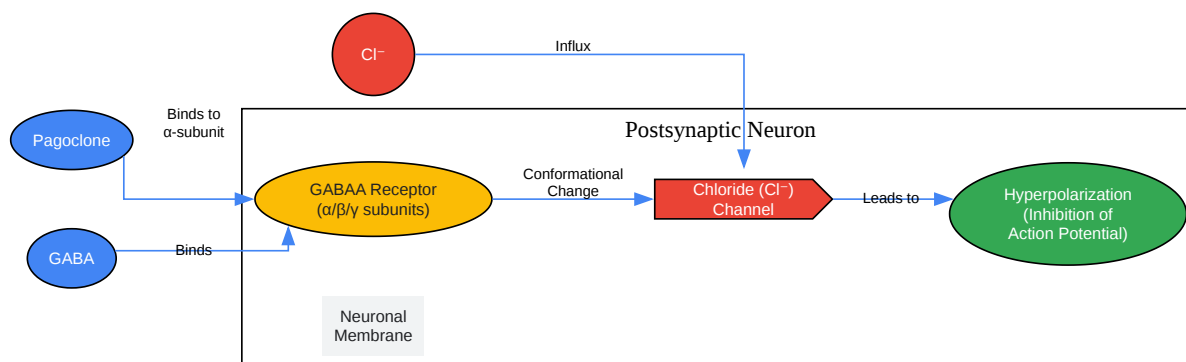 Cl⁻
Influx
Binds to
α-subunit
Postsynaptic Neuron
Pagoclone
GABAA Receptor
(α/β/γ subunits)
Conformational
Change
Chloride (Cl⁻)
Channel
Leads to
Hyperpolarization
(Inhibition of
Action Potential)
GABA
Binds
Neuronal
Membrane